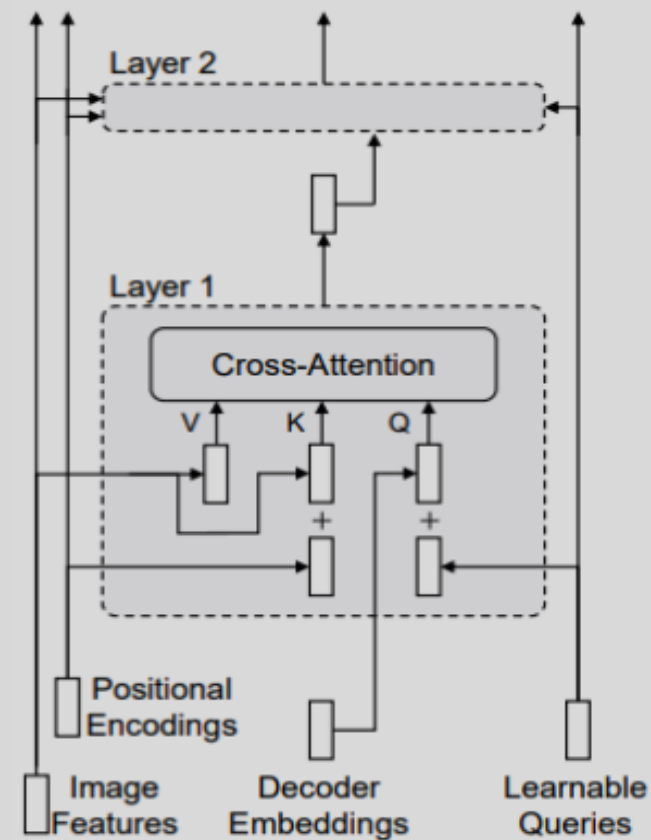 Layer 2
Layer 1
Cross-Attention
V K Q
+ +
Positional
Encodings
Image
Features
Decoder
Embeddings
Learnable
Queries